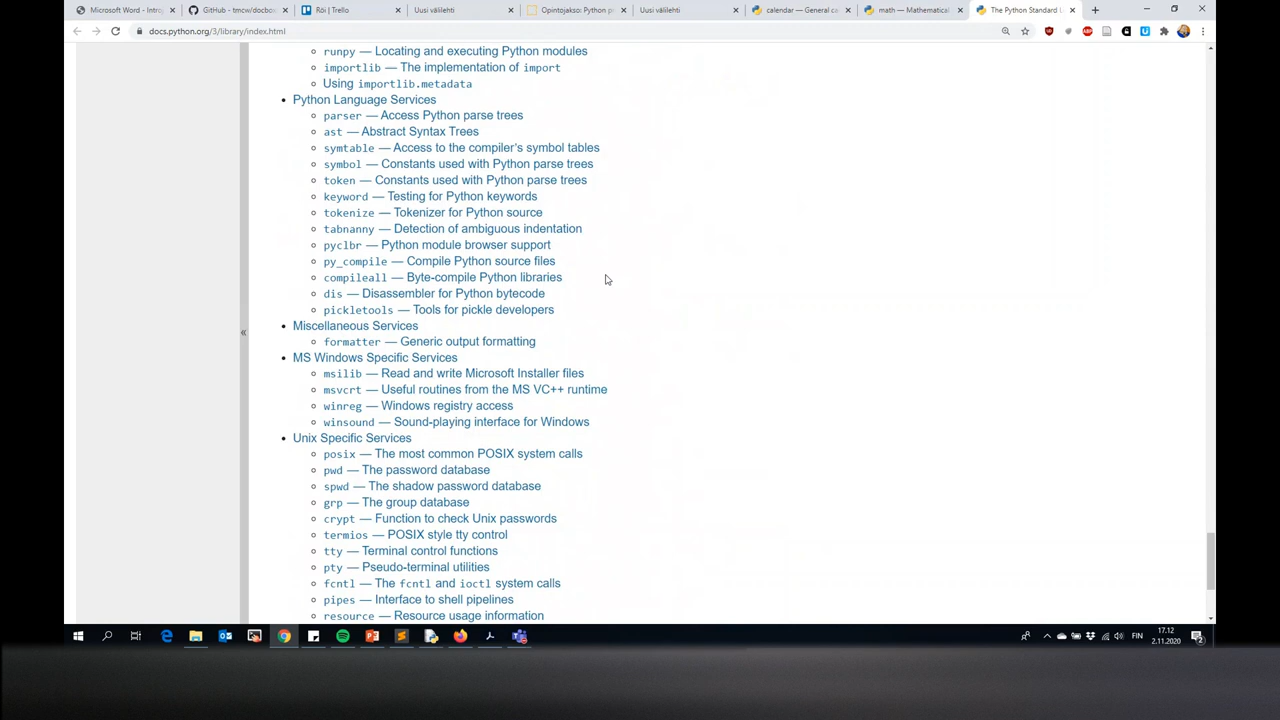 Microsoft Word - Intro
GitHub - tmcw/docbo
Röi | Trello
Uusi välilehti
Opintojakso: Python p
Uusi välilehti
calendar — General ca
math — Mathematical
The Python Standard L
docs.python.org/3/library/index.html
runpy — Locating and executing Python modules
importlib — The implementation of import
Using importlib.metadata
Python Language Services
parser — Access Python parse trees
ast — Abstract Syntax Trees
symtable — Access to the compiler's symbol tables
symbol — Constants used with Python parse trees
token — Constants used with Python parse trees
keyword — Testing for Python keywords
tokenize — Tokenizer for Python source
tabnanny — Detection of ambiguous indentation
pyclbr — Python module browser support
py_compile — Compile Python source files
compileall — Byte-compile Python libraries
dis — Disassembler for Python bytecode
pickletools — Tools for pickle developers
«
Miscellaneous Services
formatter — Generic output formatting
MS Windows Specific Services
msilib — Read and write Microsoft Installer files
msvcrt — Useful routines from the MS VC++ runtime
winreg — Windows registry access
winsound — Sound-playing interface for Windows
Unix Specific Services
posix — The most common POSIX system calls
pwd — The password database
spwd — The shadow password database
grp — The group database
crypt — Function to check Unix passwords
termios — POSIX style tty control
tty — Terminal control functions
pty — Pseudo-terminal utilities
fcntl — The fcntl and ioctl system calls
pipes — Interface to shell pipelines
resource — Resource usage information
FIN
17.12
2.11.2020